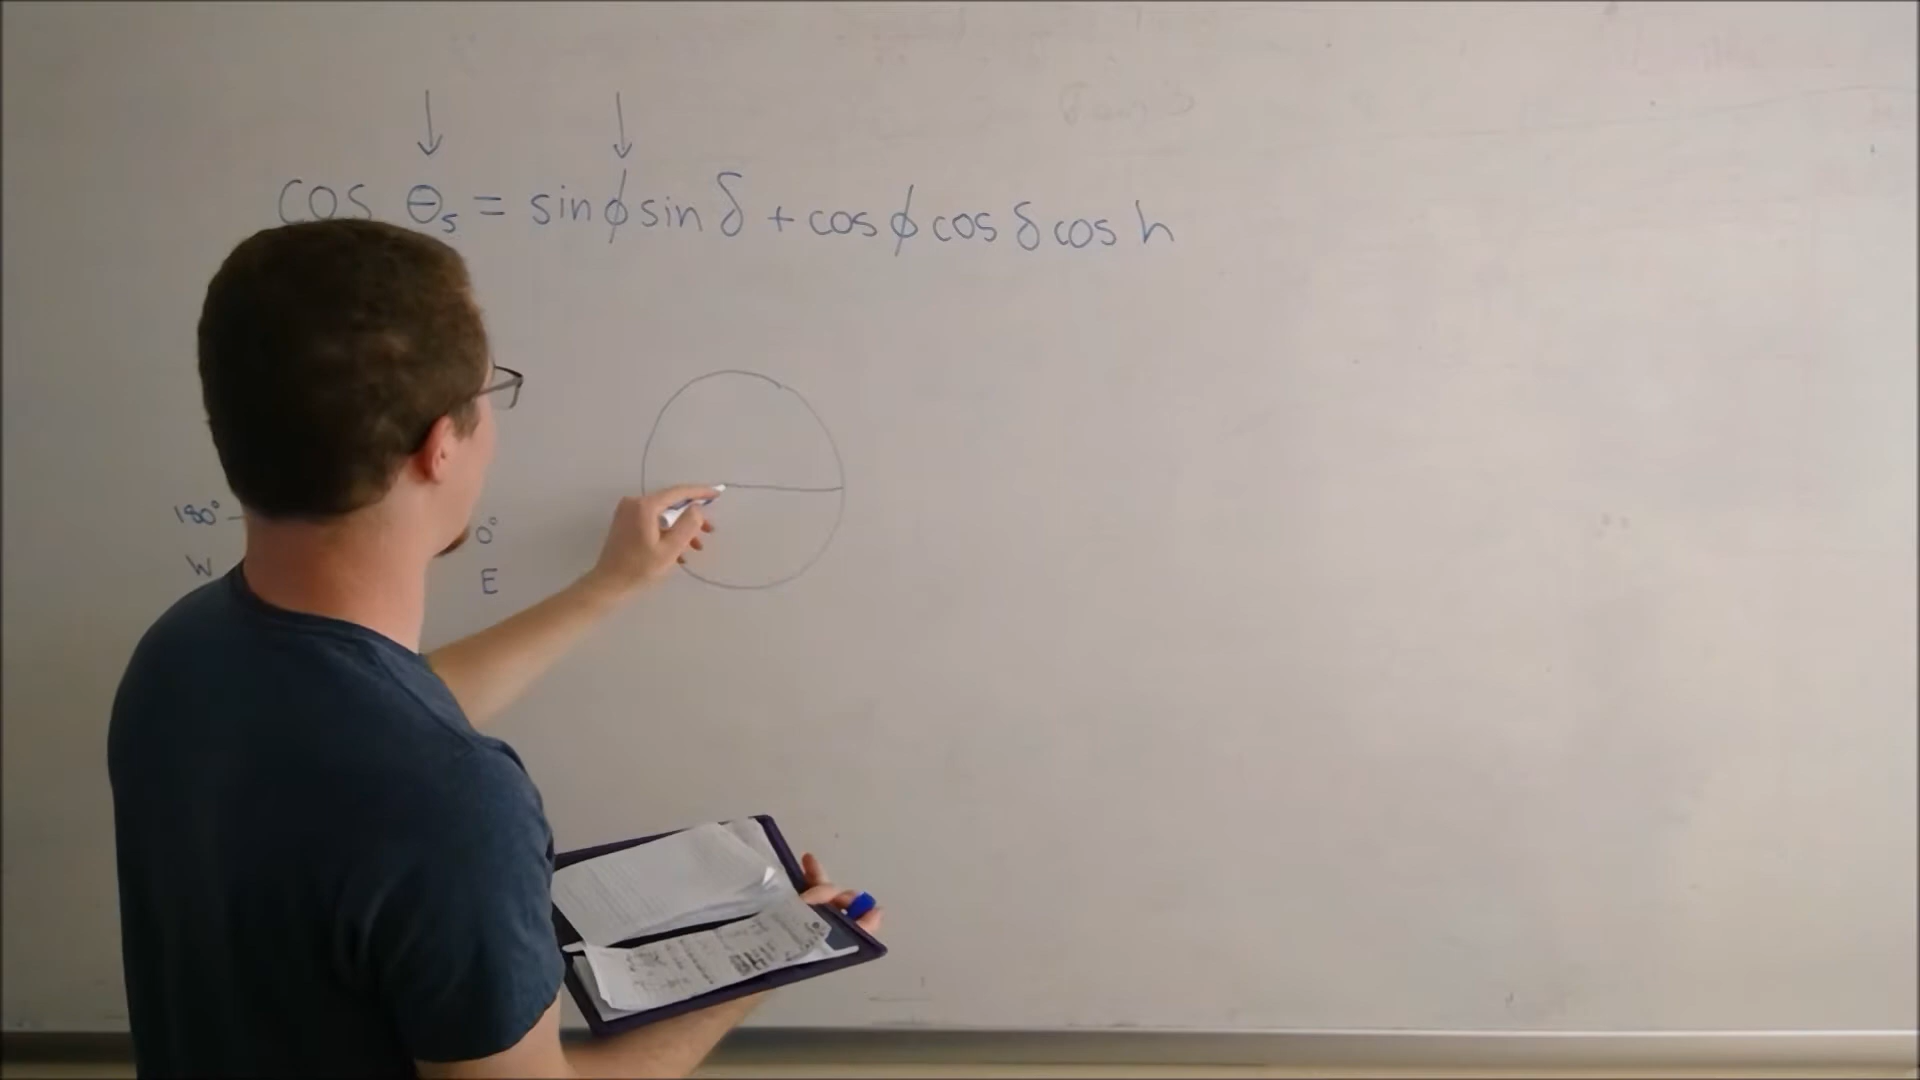 cos θₛ = sin ϕ sin δ + cos ϕ cos δ cos h
180° 0°
W E